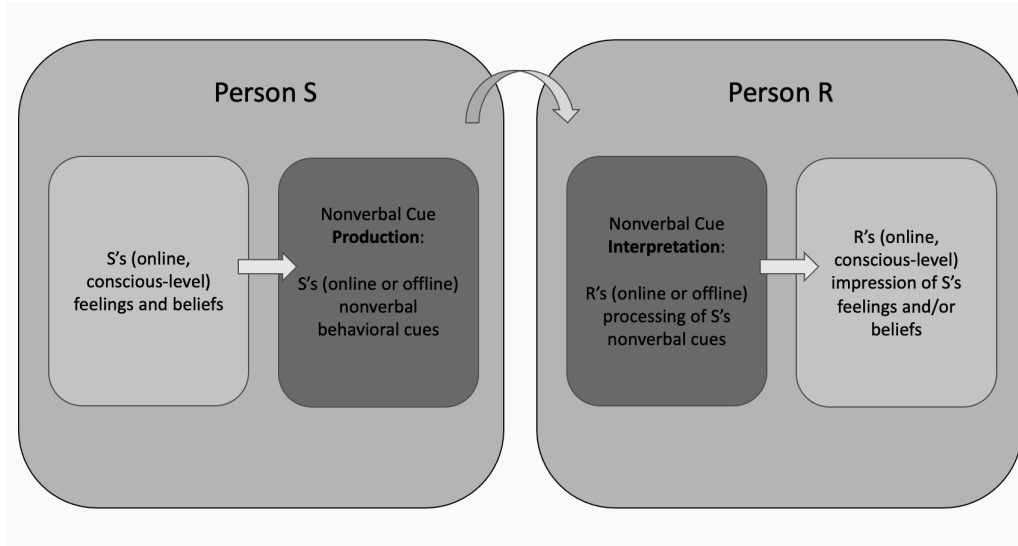 Person S
S's (online,
conscious-level)
feelings and beliefs
Nonverbal Cue
Production:
S's (online or offline)
nonverbal
behavioral cues
Person R
Nonverbal Cue
Interpretation:
R's (online or offline)
processing of S's
nonverbal cues
R's (online,
conscious-level)
impression of S's
feelings and/or
beliefs